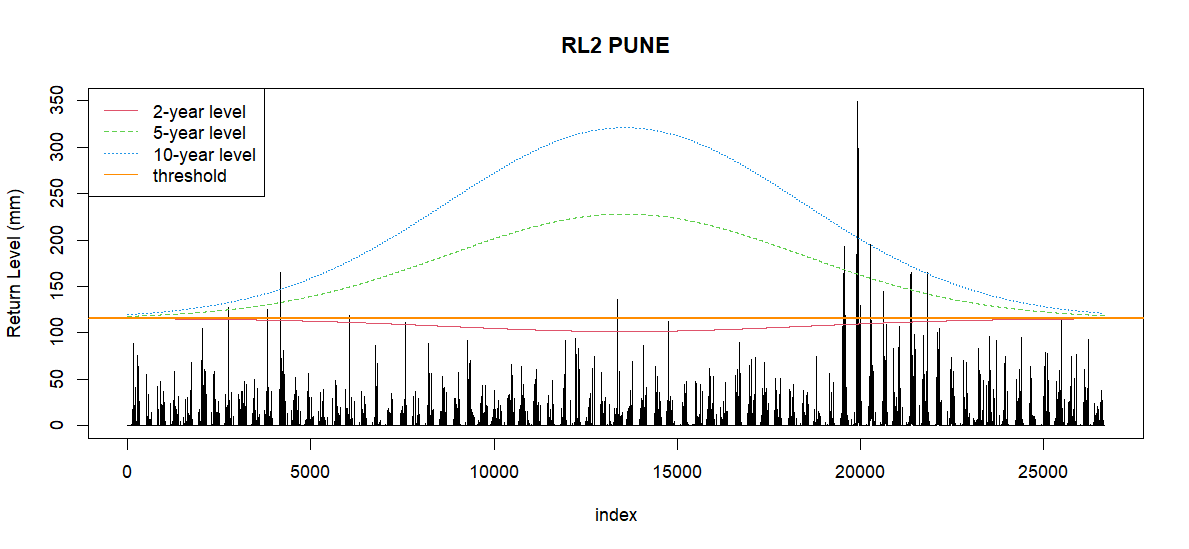 RL2 PUNE
2-year level
5-year level
10-year level
threshold
Return Level (mm)
350
300
250
200
150
100
50
0
0 5000 10000 15000 20000 25000
index